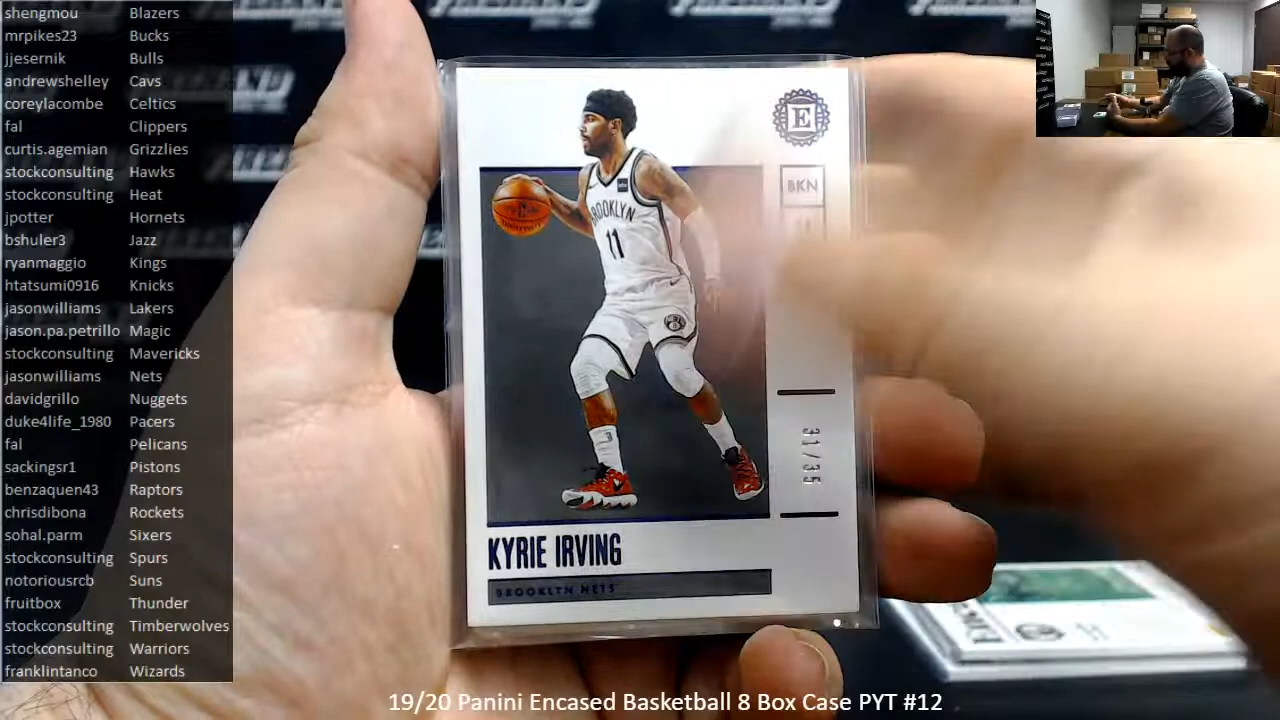 shengmou Blazers
mrpikes23 Bucks
jjesernik Bulls
andrewshelley Cavs
coreylacombe Celtics
fal Clippers
curtis.agemian Grizzlies
stockconsulting Hawks
stockconsulting Heat
jpotter Hornets
bshuler3 Jazz
ryanmaggio Kings
htatsumi0916 Knicks
jasonwilliams Lakers
jason.pa.petrillo Magic
stockconsulting Mavericks
jasonwilliams Nets
davidgrillo Nuggets
duke4life_1980 Pacers
fal Pelicans
sackingsr1 Pistons
benzaquen43 Raptors
chrisdibona Rockets
sohal.parm Sixers
stockconsulting Spurs
notoriousrcb Suns
fruitbox Thunder
stockconsulting Timberwolves
stockconsulting Warriors
franklintanco Wizards
E
BKN
BROOKLYN
11
31/35
KYRIE IRVING
BROOKLYN NETS
19/20 Panini Encased Basketball 8 Box Case PYT #12